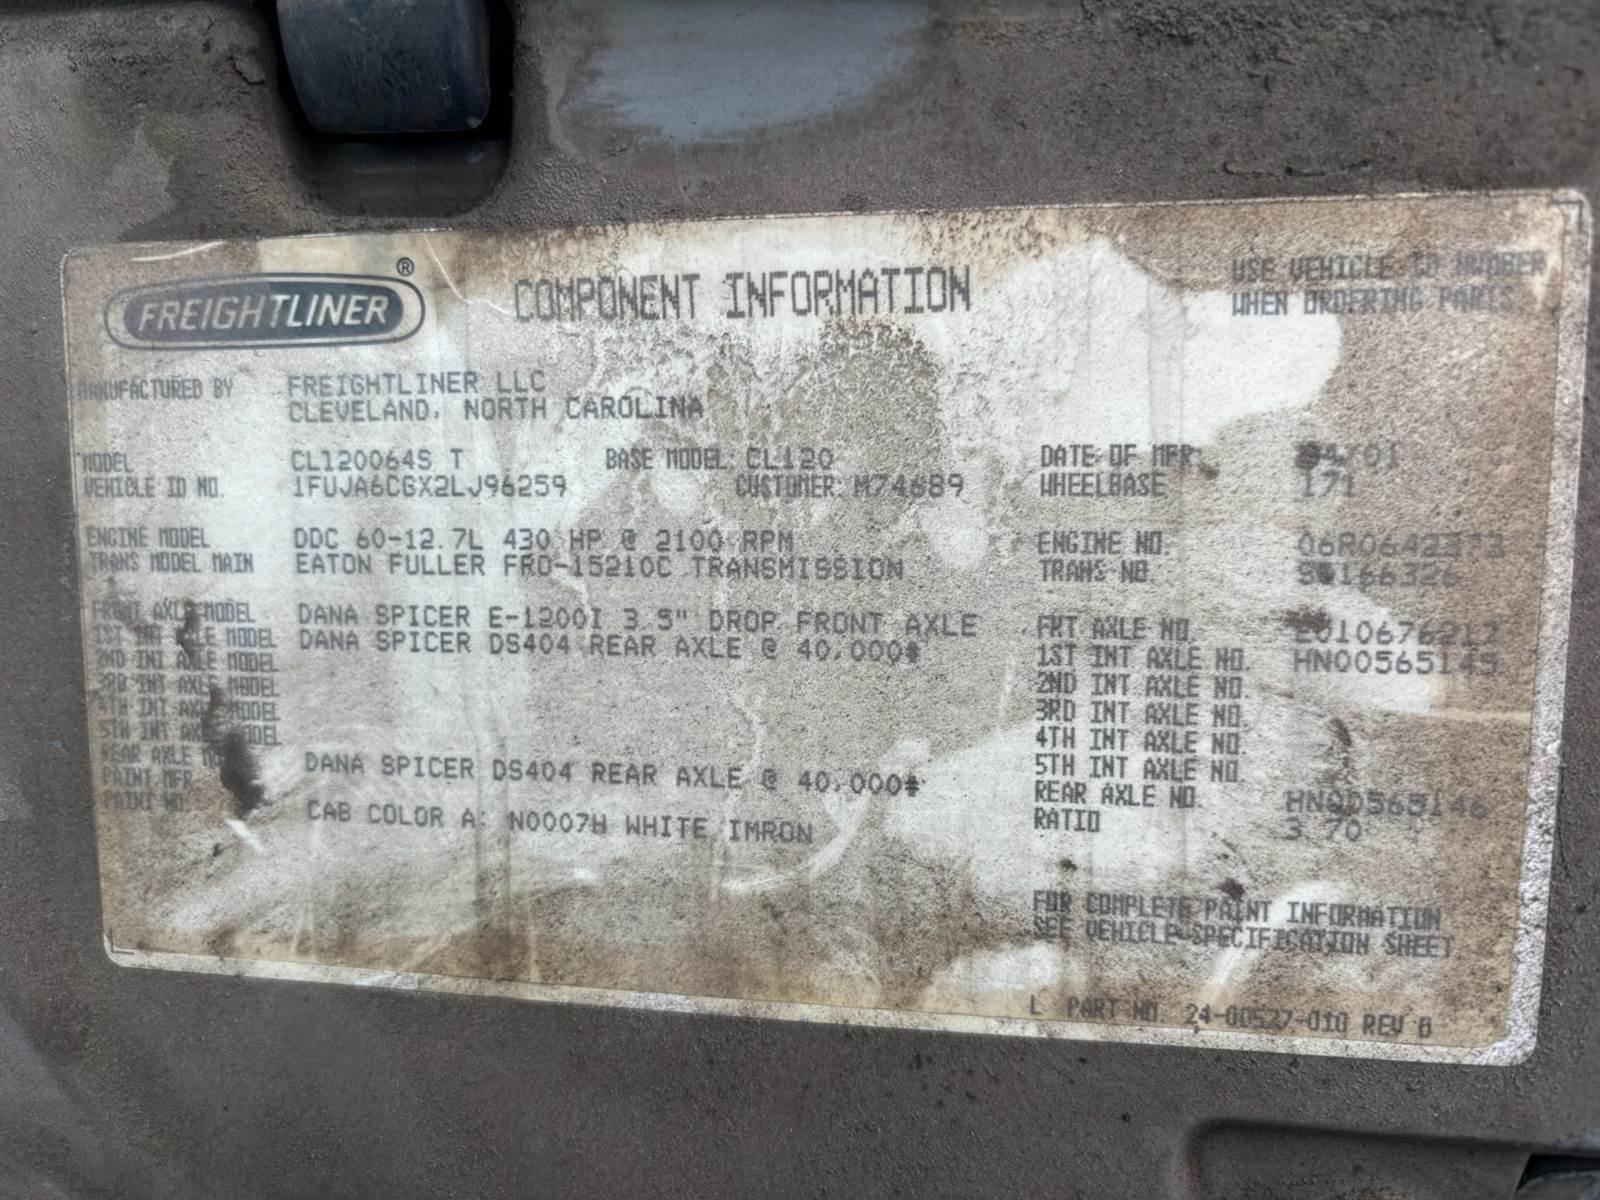 FREIGHTLINER ®
COMPONENT INFORMATION
USE VEHICLE ID NUMBER
WHEN ORDERING PARTS
MANUFACTURED BY FREIGHTLINER LLC
CLEVELAND, NORTH CAROLINA
MODEL CL120064S T BASE MODEL CL120 DATE OF MFR
VEHICLE ID NO. 1FUJA6CGX2LJ96259 CUSTOMER M74689 WHEELBASE 171
ENGINE MODEL DDC 60-12.7L 430 HP @ 2100 RPM ENGINE NO.
TRANS MODEL MAIN EATON FULLER FRO-15210C TRANSMISSION TRANS NO.
FRONT AXLE MODEL DANA SPICER E-1200I 3.5" DROP FRONT AXLE FRT AXLE NO.
1ST INT AXLE MODEL DANA SPICER DS404 REAR AXLE @ 40,000# 1ST INT AXLE NO. HN00565145
2ND INT AXLE MODEL 2ND INT AXLE NO.
3RD INT AXLE MODEL 3RD INT AXLE NO.
4TH INT AXLE MODEL 4TH INT AXLE NO.
5TH INT AXLE MODEL 5TH INT AXLE NO.
REAR AXLE DANA SPICER DS404 REAR AXLE @ 40,000# REAR AXLE NO. HN00565146
PAINT MFR RATIO 3.70
PAINT NO. CAB COLOR A: N0007H WHITE IMRON
FOR COMPLETE PAINT INFORMATION
SEE VEHICLE SPECIFICATION SHEET
L PART NO. 24-00527-010 REV B